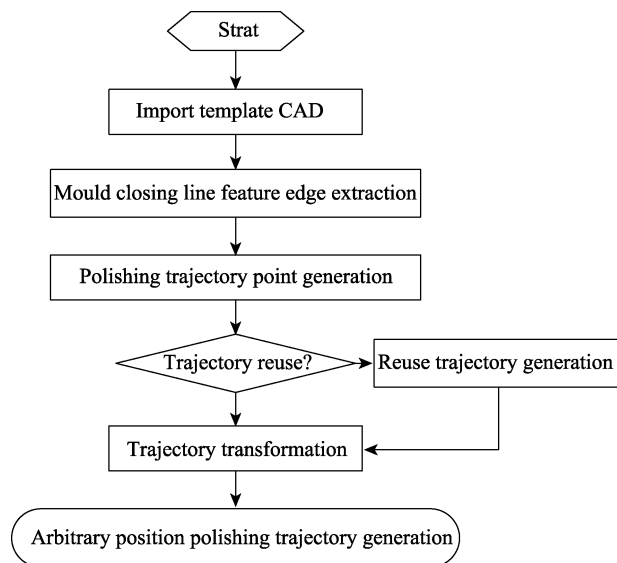 Strat
Import template CAD
Mould closing line feature edge extraction
Polishing trajectory point generation
Trajectory reuse?
Reuse trajectory generation
Trajectory transformation
Arbitrary position polishing trajectory generation